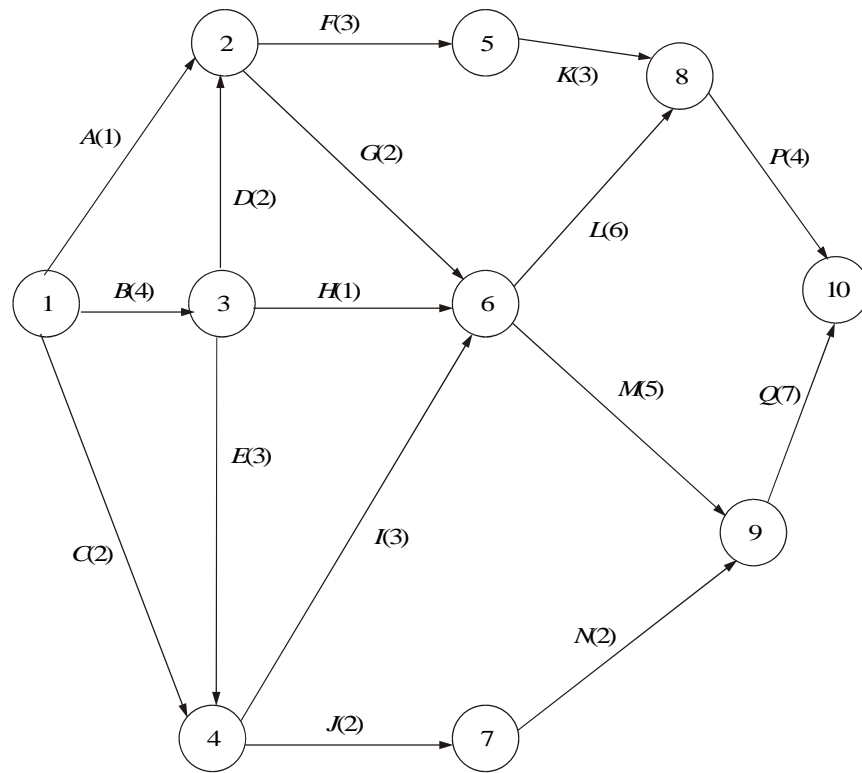 F(3)
2
5
K(3)
8
A(1)
G(2)
P(4)
D(2)
L(6)
B(4)
H(1)
1
3
6
10
M(5)
Q(7)
E(3)
I(3)
C(2)
9
N(2)
4
J(2)
7